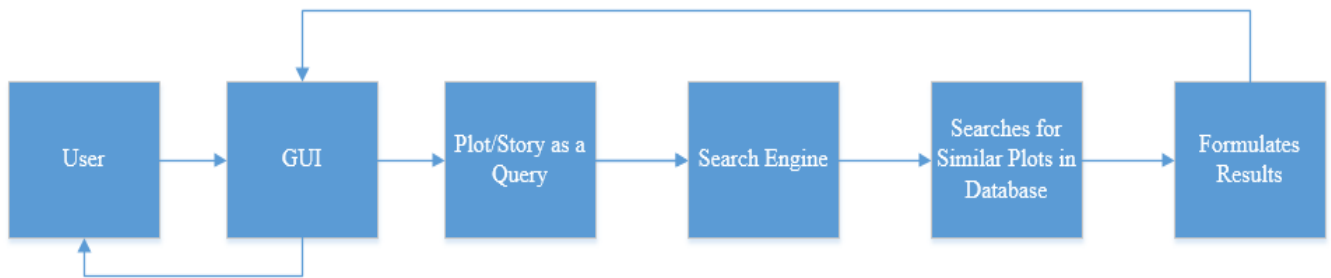 User
GUI
Plot/Story as a
Query
Search Engine
Searches for
Similar Plots in
Database
Formulates
Results